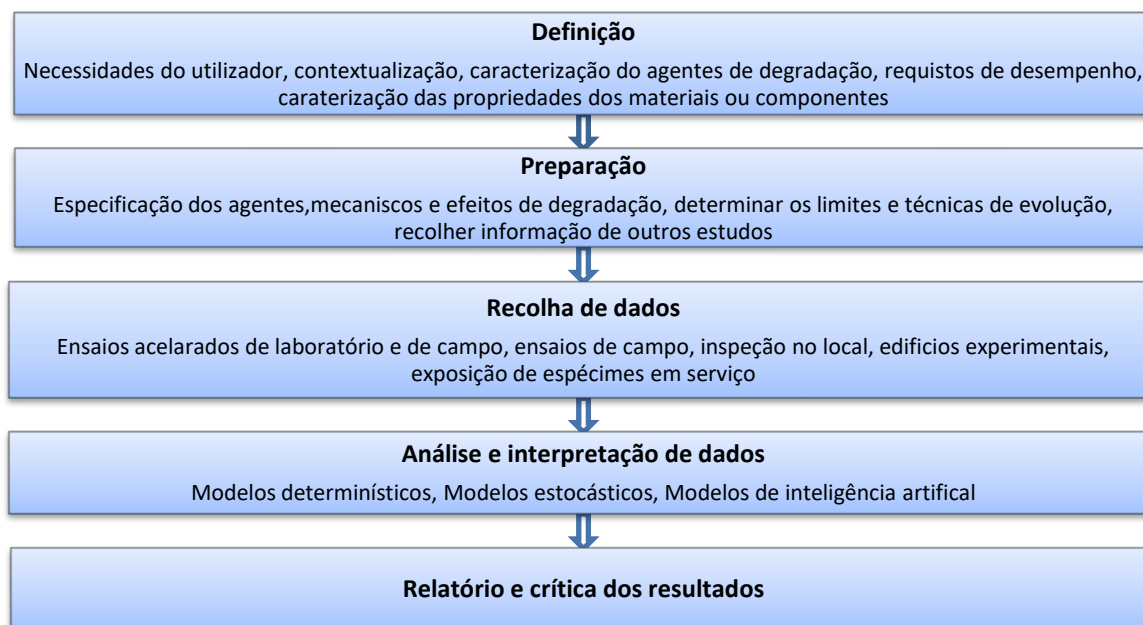 Definição
Necessidades do utilizador, contextualização, caracterização do agentes de degradação, requistos de desempenho,
caraterização das propriedades dos materiais ou componentes
Preparação
Especificação dos agentes,mecaniscos e efeitos de degradação, determinar os limites e técnicas de evolução,
recolher informação de outros estudos
Recolha de dados
Ensaios acelarados de laboratório e de campo, ensaios de campo, inspeção no local, edificios experimentais,
exposição de espécimes em serviço
Análise e interpretação de dados
Modelos determinísticos, Modelos estocásticos, Modelos de inteligência artifical
Relatório e crítica dos resultados